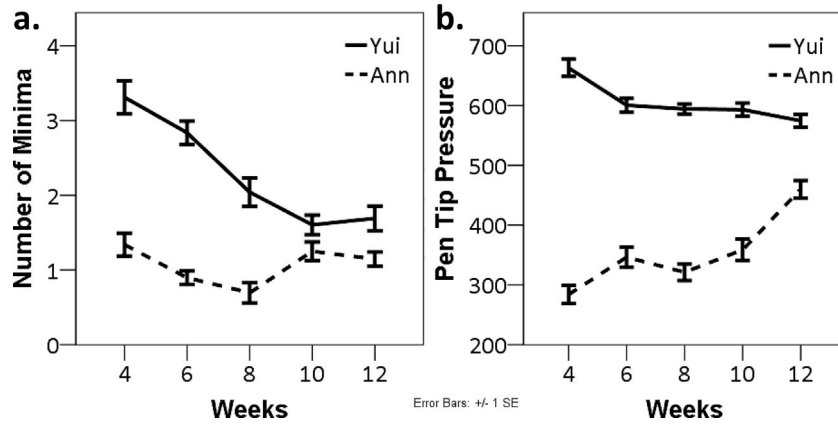 a.
Number of Minima
4
3
2
1
0
Yui
Ann
4 6 8 10 12
Weeks
b.
Pen Tip Pressure
700
600
500
400
300
200
Yui
Ann
4 6 8 10 12
Weeks
Error Bars: +/- 1 SE